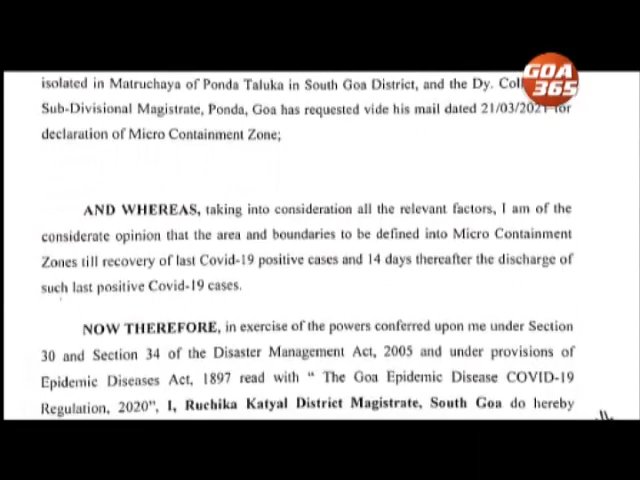 isolated in Matruchaya of Ponda Taluka in South Goa District, and the Dy.
GOA
365
Sub-Divisional Magistrate, Ponda, Goa has requested vide his mail dated 21/03/2021 for
declaration of Micro Containment Zone;
AND WHEREAS, taking into consideration all the relevant factors, I am of the
considerate opinion that the area and boundaries to be defined into Micro Containment
Zones till recovery of last Covid-19 positive cases and 14 days thereafter the discharge of
such last positive Covid-19 cases.
NOW THEREFORE, in exercise of the powers conferred upon me under Section
30 and Section 34 of the Disaster Management Act, 2005 and under provisions of
Epidemic Diseases Act, 1897 read with “ The Goa Epidemic Disease COVID-19
Regulation, 2020”, I, Ruchika Katyal District Magistrate, South Goa do hereby